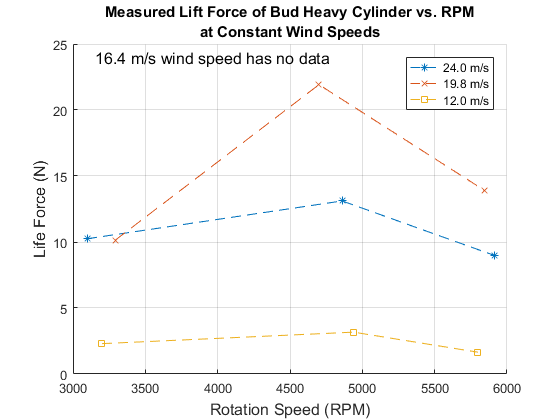 Measured Lift Force of Bud Heavy Cylinder vs. RPM
at Constant Wind Speeds
16.4 m/s wind speed has no data
24.0 m/s
19.8 m/s
12.0 m/s
Life Force (N)
25
20
15
10
5
0
3000 3500 4000 4500 5000 5500 6000
Rotation Speed (RPM)